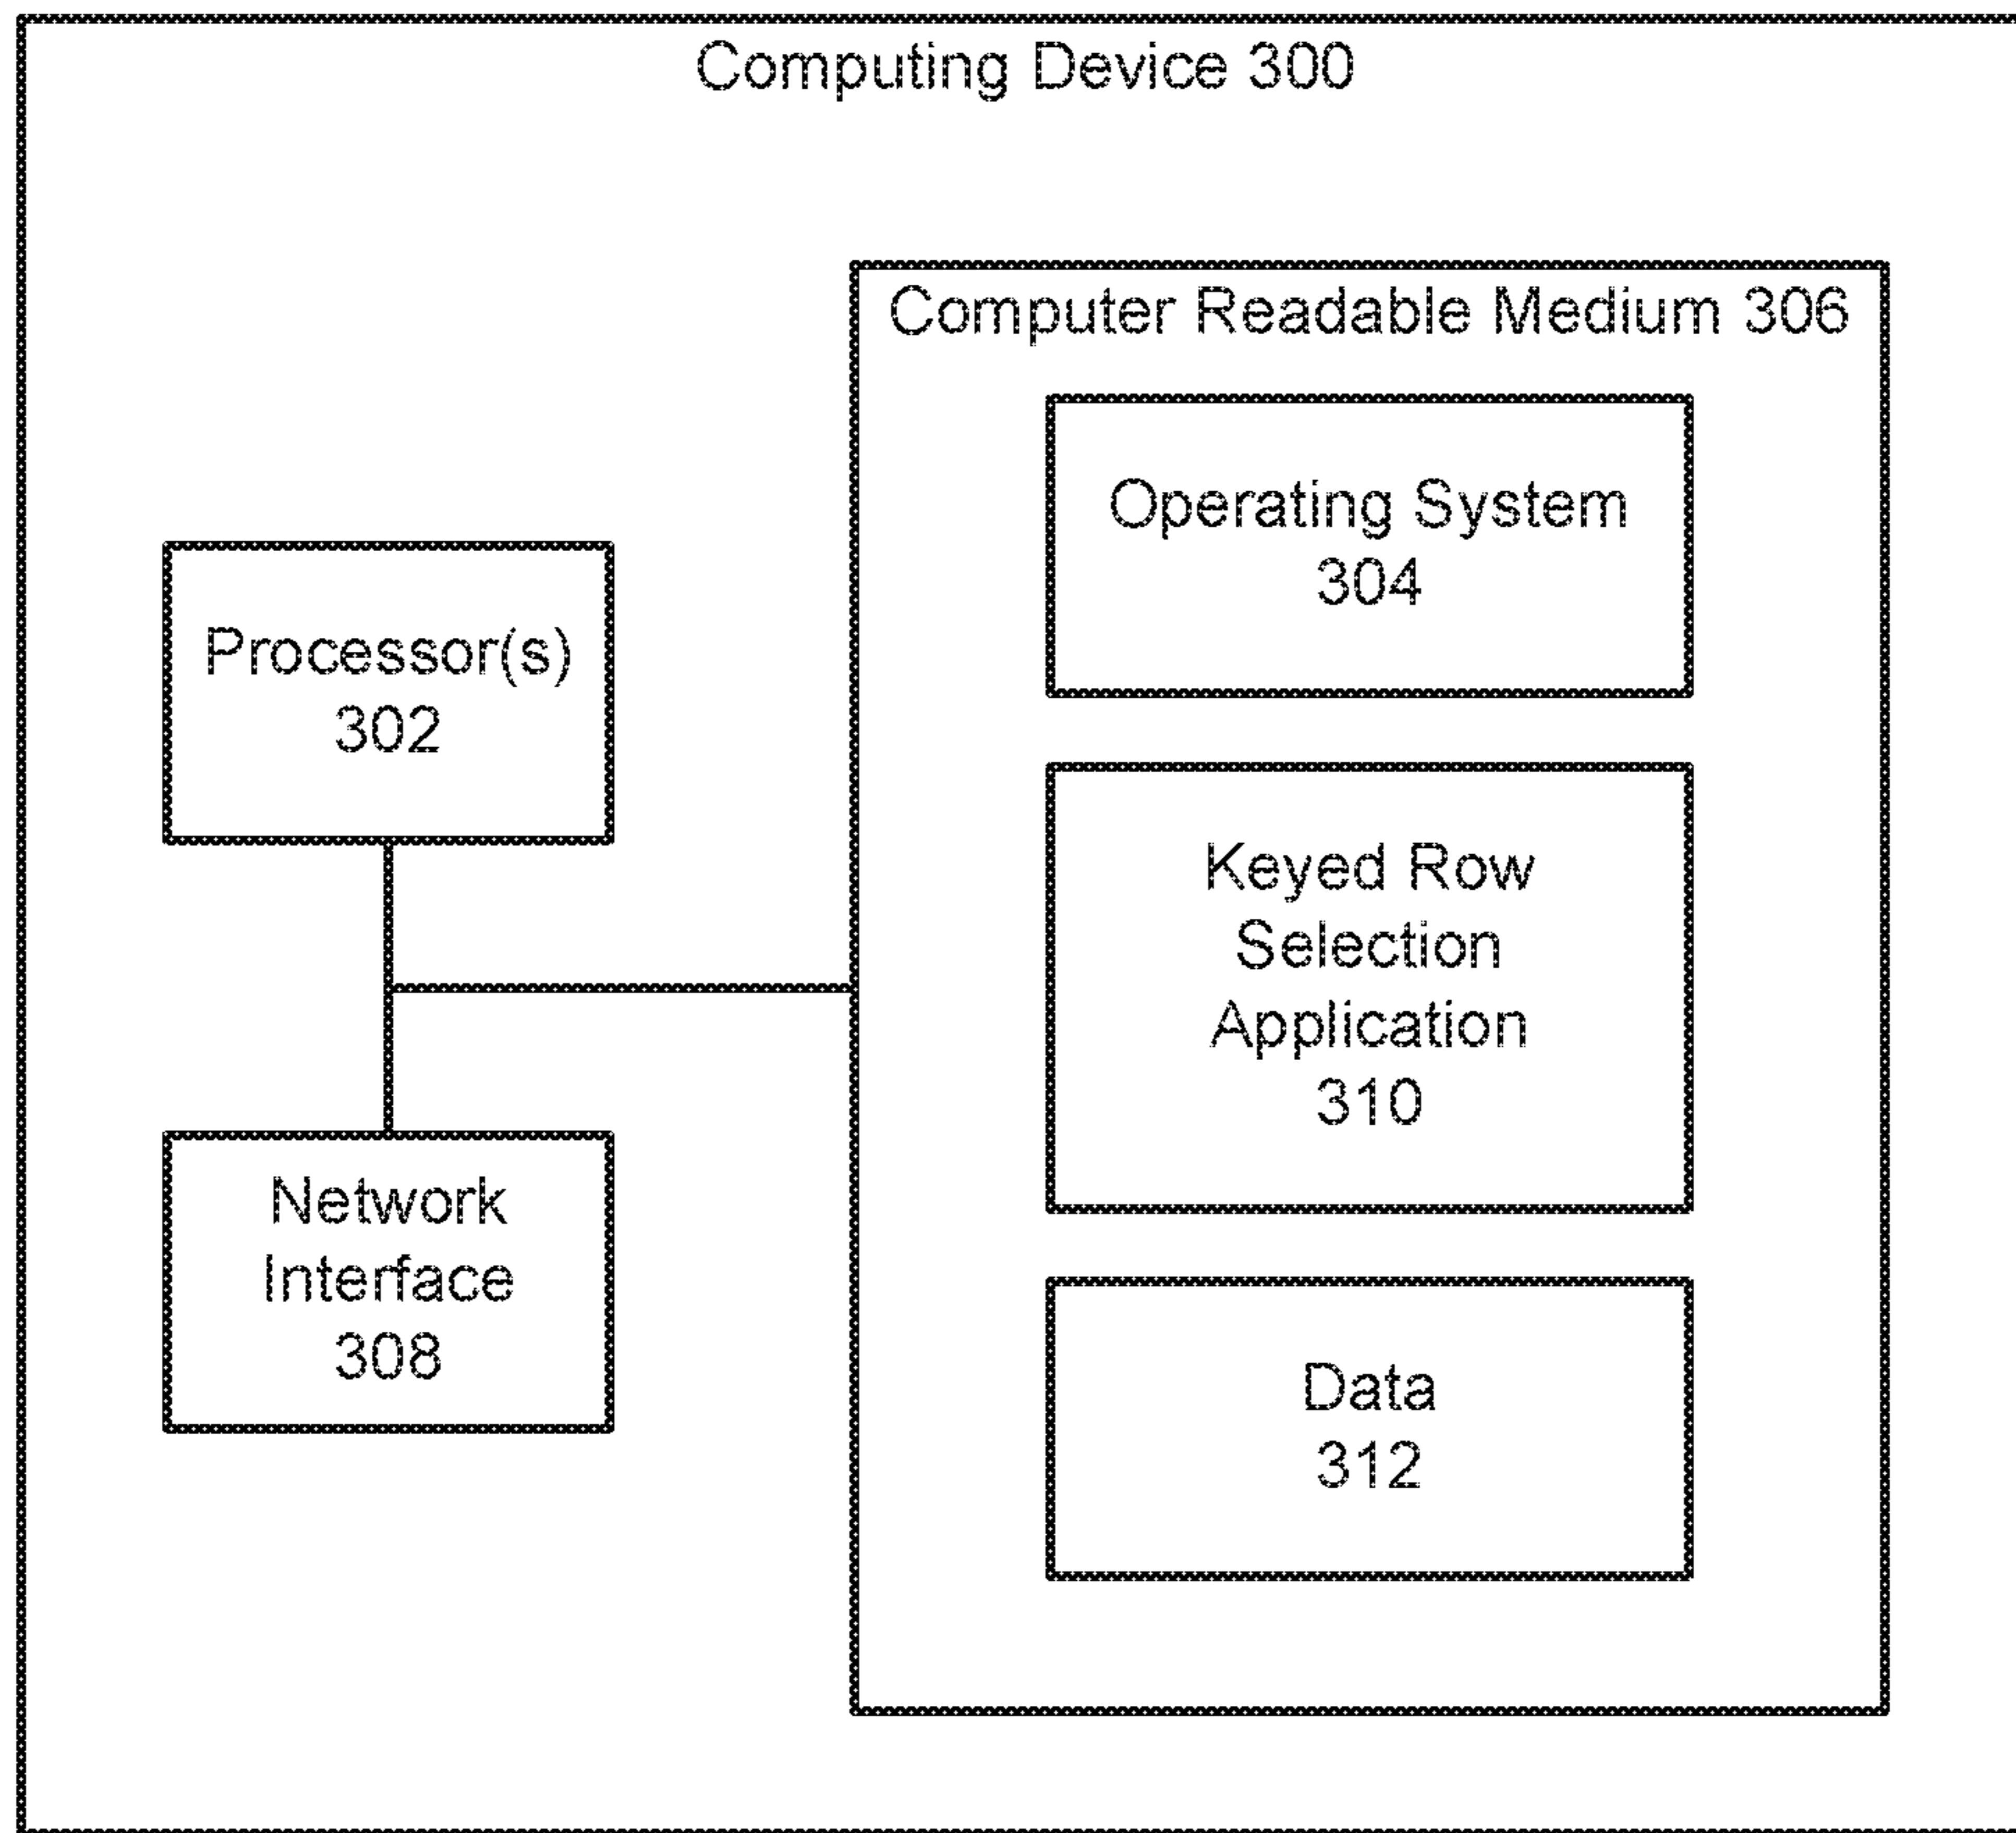 Computing Device 300
Computer Readable Medium 306
Operating System
304
Processor(s)
302
Keyed Row
Selection
Application
310
Network
Interface
308
Data
312